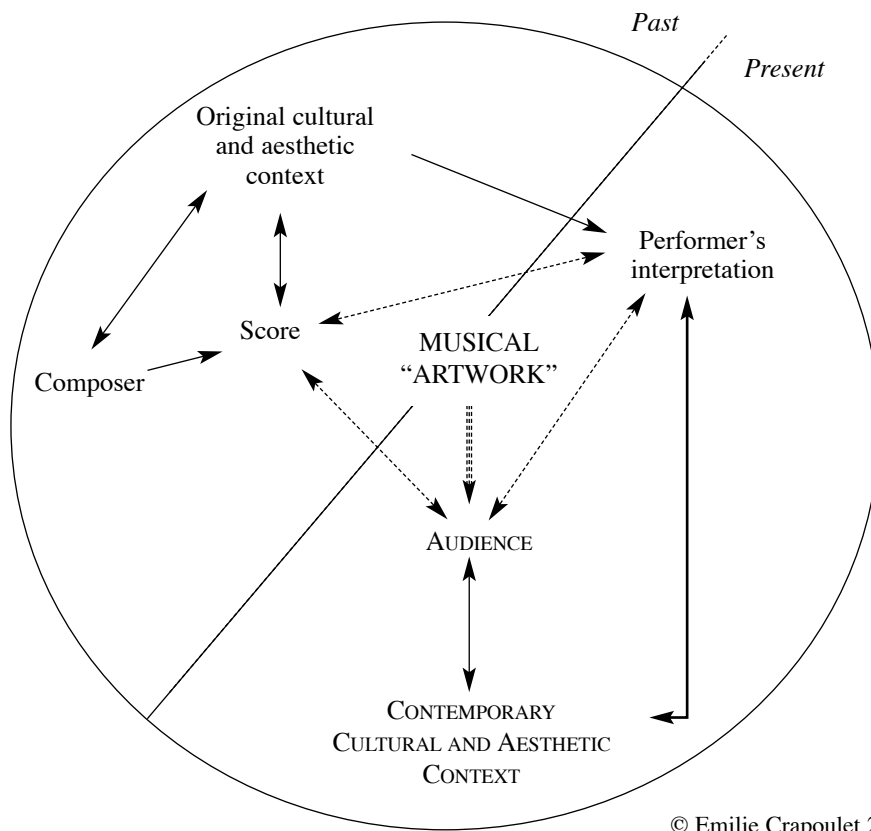 Past
Present
Original cultural
and aesthetic
context
Performer's
interpretation
Score
MUSICAL
“ARTWORK”
Composer
AUDIENCE
CONTEMPORARY
CULTURAL AND AESTHETIC
CONTEXT
© Emilie Crapoulet